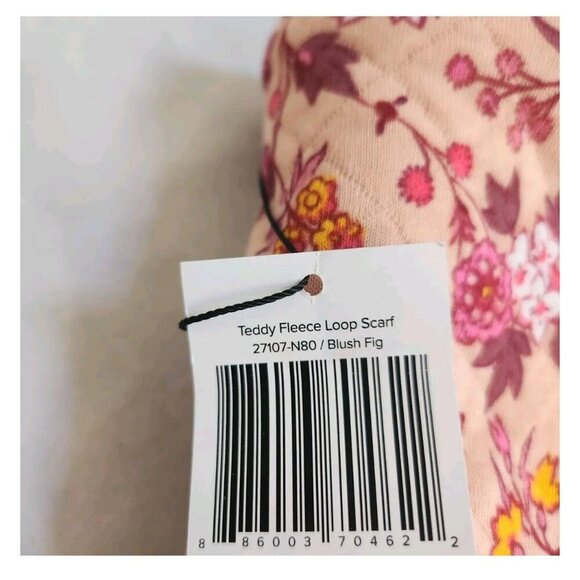 Teddy Fleece Loop Scarf
27107-N80 / Blush Fig
8 86003 70462 2